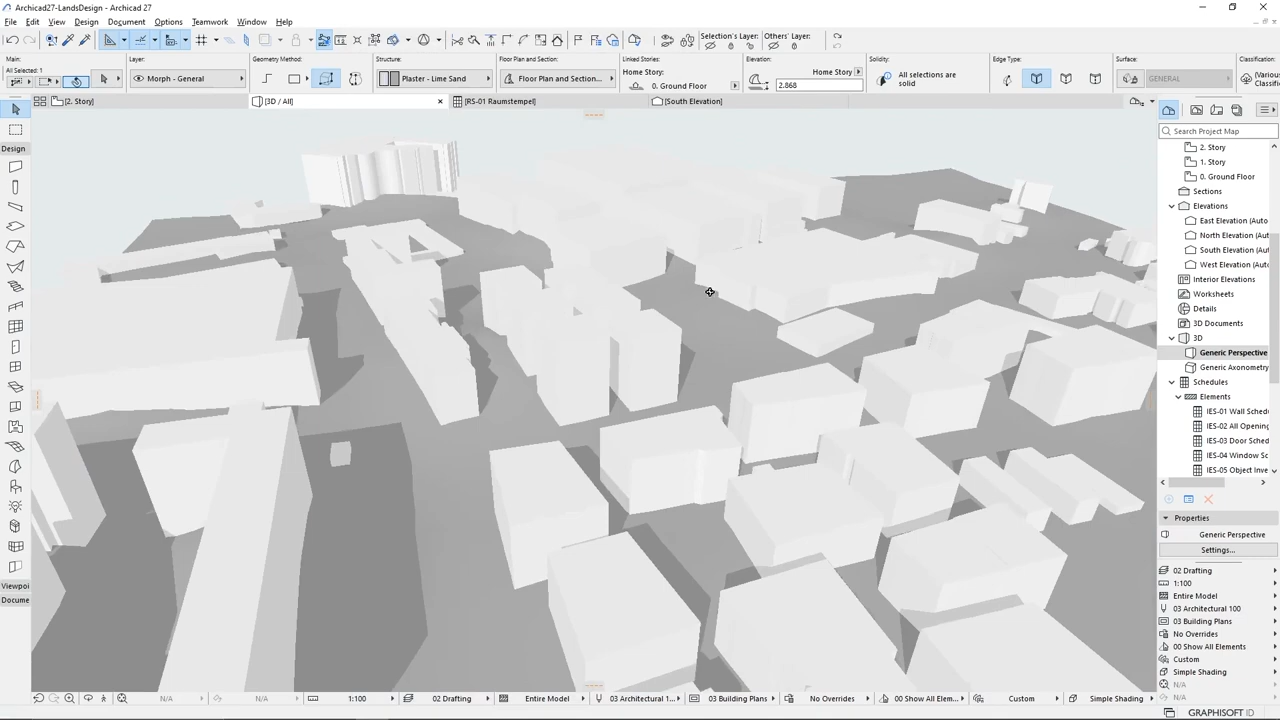 Archicad27-LandsDesign - Archicad 27
File Edit View Design Document Options Teamwork Window Help
Main:
All Selected: 1
Layer:
Morph - General
Geometry Method:
Structure:
Plaster - Lime Sand
Floor Plan and Section:
Floor Plan and Section...
Linked Stories:
Home Story:
0. Ground Floor
Elevation:
Home Story
2.868
Solidity:
All selections are
solid
Edge Type:
Surface:
GENERAL
Classification:
(Various
Classifi
Selection's Layer:
Others' Layer:
[2. Story]
[3D / All]
[RS-01 Raumstempel]
[South Elevation]
Design
Viewpoi
Docume
Search Project Map
2. Story
1. Story
0. Ground Floor
Sections
Elevations
East Elevation (Auto
North Elevation (Aut
South Elevation (Aut
West Elevation (Auto
Interior Elevations
Worksheets
Details
3D Documents
3D
Generic Perspective
Generic Axonometry
Schedules
Elements
IES-01 Wall Sched
IES-02 All Opening
IES-03 Door Sched
IES-04 Window Sc
IES-05 Object Inve
Properties
Generic Perspective
Settings...
02 Drafting
1:100
Entire Model
03 Architectural 100
03 Building Plans
No Overrides
00 Show All Elements
Custom
Simple Shading
N/A
N/A
N/A N/A 1:100 02 Drafting Entire Model 03 Architectural 1... 03 Building Plans No Overrides 00 Show All Elem... Custom Simple Shading
GRAPHISOFT ID